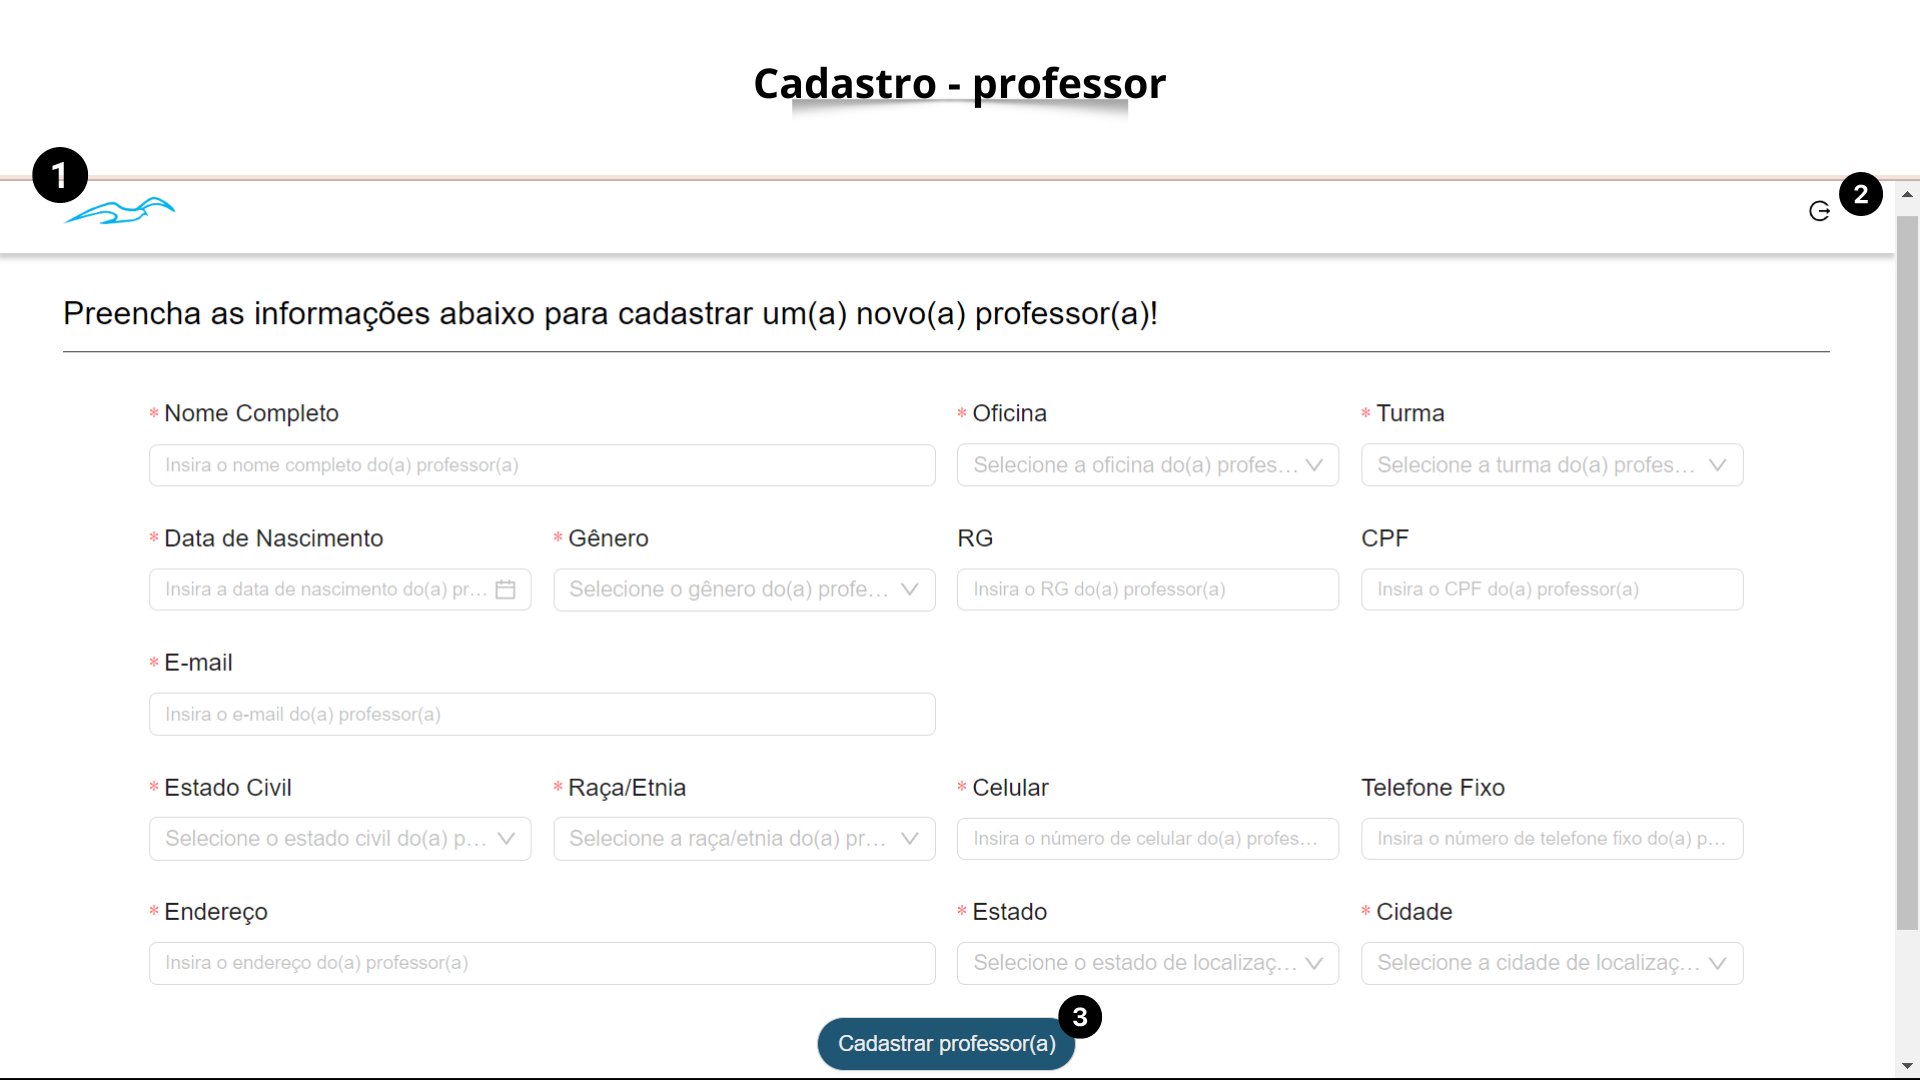 Cadastro - professor
1
2
Preencha as informações abaixo para cadastrar um(a) novo(a) professor(a)!
* Nome Completo
* Oficina
* Turma
Insira o nome completo do(a) professor(a)
Selecione a oficina do(a) profes...
Selecione a turma do(a) profes...
* Data de Nascimento
* Gênero
RG
CPF
Insira a data de nascimento do(a) pr...
Selecione o gênero do(a) profe...
Insira o RG do(a) professor(a)
Insira o CPF do(a) professor(a)
* E-mail
Insira o e-mail do(a) professor(a)
* Estado Civil
* Raça/Etnia
* Celular
Telefone Fixo
Selecione o estado civil do(a) p...
Selecione a raça/etnia do(a) pr...
Insira o número de celular do(a) profes...
Insira o número de telefone fixo do(a) p...
* Endereço
* Estado
* Cidade
Insira o endereço do(a) professor(a)
Selecione o estado de localizaç...
Selecione a cidade de localizaç...
3
Cadastrar professor(a)